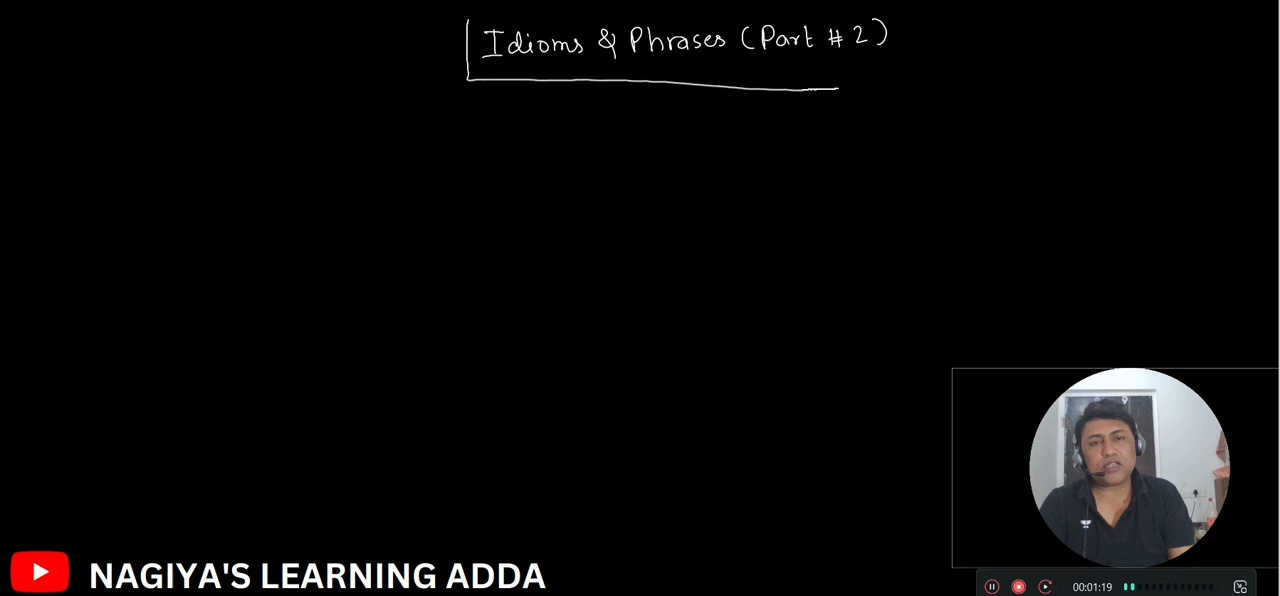 Idioms & Phrases (Part # 2)
NAGIYA'S LEARNING ADDA
00:01:19